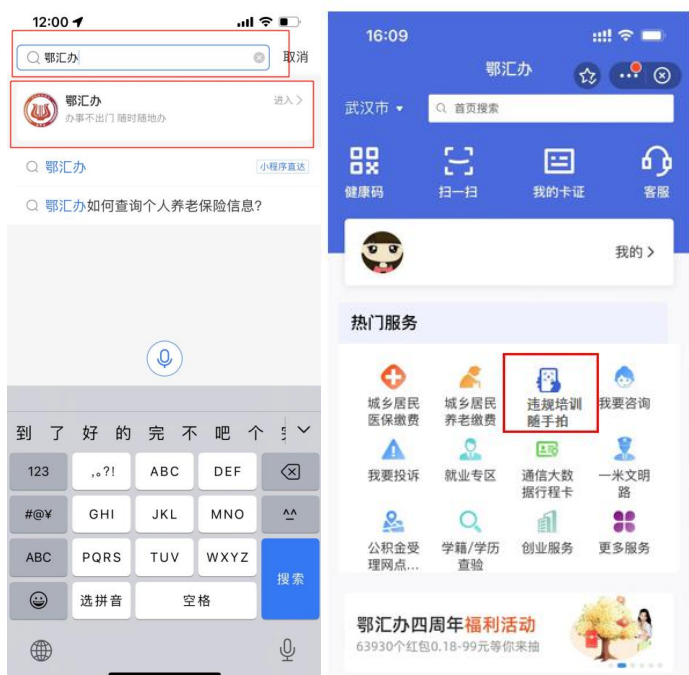 12:00
鄂汇办
取消
鄂汇办
进入 >
办事不出门 随时随地办
鄂汇办
小程序直达
鄂汇办如何查询个人养老保险信息?
到 了 好 的 完 不 吧 个
123
,。?!
ABC
DEF
#@¥
GHI
JKL
MNO
^^
ABC
PQRS
TUV
WXYZ
搜索
选拼音
空格
16:09
鄂汇办
武汉市
首页搜索
健康码
扫一扫
我的卡证
客服
我的 >
热门服务
城乡居民
医保缴费
城乡居民
养老缴费
违规培训
随手拍
我要咨询
我要投诉
就业专区
通信大数
据行程卡
一米文明
路
公积金受
理网点...
学籍/学历
查验
创业服务
更多服务
鄂汇办四周年福利活动
63930个红包0.18-99元等你来抽